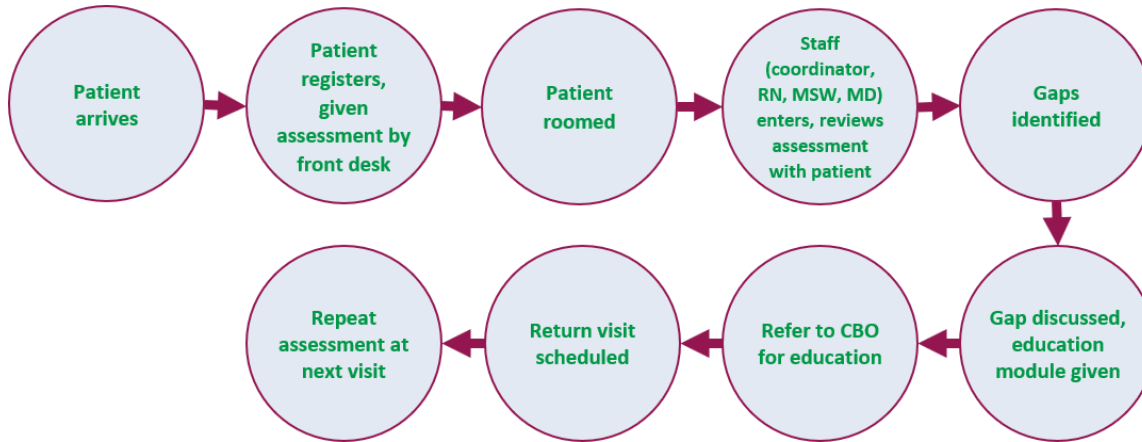 Patient
arrives
Patient
registers,
given
assessment by
front desk
Patient
roomed
Staff
(coordinator,
RN, MSW, MD)
enters, reviews
assessment
with patient
Gaps
identified
Gap discussed,
education
module given
Refer to CBO
for education
Return visit
scheduled
Repeat
assessment at
next visit